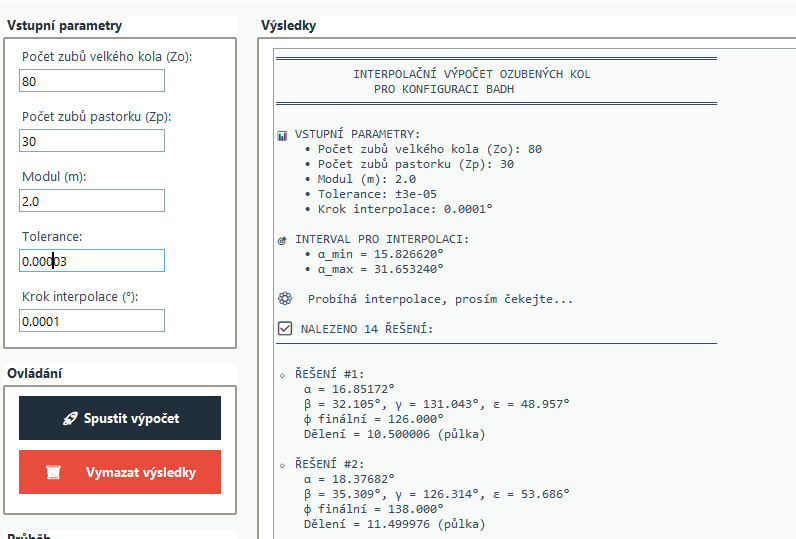 Vstupní parametry
Počet zubů velkého kola (Zo):
80
Počet zubů pastorku (Zp):
30
Modul (m):
2.0
Tolerance:
0.00003
Krok interpolace (°):
0.0001
Ovládání
Spustit výpočet
Vymazat výsledky
Průběh
Výsledky
INTERPOLAČNÍ VÝPOČET OZUBENÝCH KOL
PRO KONFIGURACI BADH
VSTUPNÍ PARAMETRY:
• Počet zubů velkého kola (Zo): 80
• Počet zubů pastorku (Zp): 30
• Modul (m): 2.0
• Tolerance: ±3e-05
• Krok interpolace: 0.0001°
INTERVAL PRO INTERPOLACI:
• α_min = 15.826620°
• α_max = 31.653240°
Probíhá interpolace, prosím čekejte...
NALEZENO 14 ŘEŠENÍ:
ŘEŠENÍ #1:
α = 16.85172°
β = 32.105°, γ = 131.043°, ε = 48.957°
ϕ finální = 126.000°
Dělení = 10.500006 (půlka)
ŘEŠENÍ #2:
α = 18.37682°
β = 35.309°, γ = 126.314°, ε = 53.686°
ϕ finální = 138.000°
Dělení = 11.499976 (půlka)